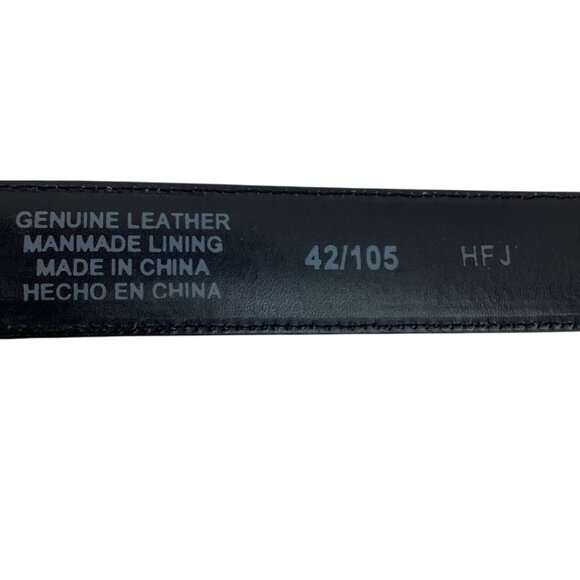 GENUINE LEATHER
MANMADE LINING
MADE IN CHINA
HECHO EN CHINA
42/105
HFJ